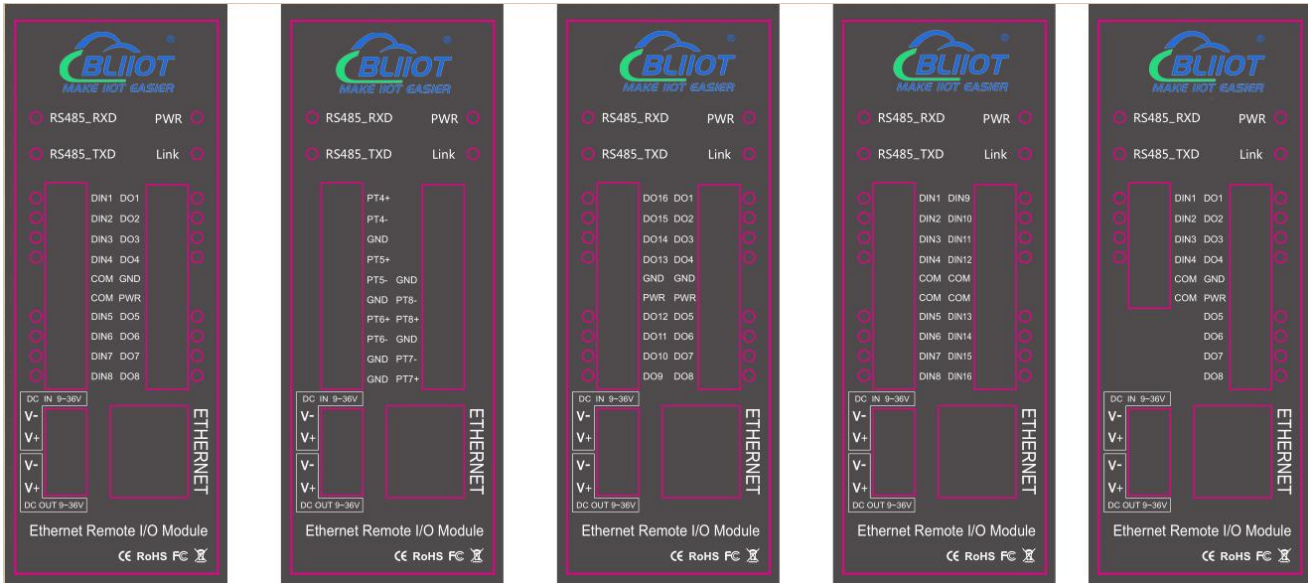 BLIIOT ®
MAKE IIOT EASIER
RS485_RXD PWR
RS485_TXD Link
DIN1 DO1
DIN2 DO2
DIN3 DO3
DIN4 DO4
COM GND
COM PWR
DIN5 DO5
DIN6 DO6
DIN7 DO7
DIN8 DO8
DC IN 9~36V
V-
V+
V-
V+
DC OUT 9~36V
ETHERNET
Ethernet Remote I/O Module
CE RoHS FC
BLIIOT ®
MAKE IIOT EASIER
RS485_RXD PWR
RS485_TXD Link
PT4+
PT4-
GND
PT5+
PT5- GND
GND PT8-
PT6+ PT8+
PT6- GND
GND PT7-
GND PT7+
DC IN 9~36V
V-
V+
V-
V+
DC OUT 9~36V
ETHERNET
Ethernet Remote I/O Module
CE RoHS FC
BLIIOT ®
MAKE IIOT EASIER
RS485_RXD PWR
RS485_TXD Link
DO16 DO1
DO15 DO2
DO14 DO3
DO13 DO4
GND GND
PWR PWR
DO12 DO5
DO11 DO6
DO10 DO7
DO9 DO8
DC IN 9~36V
V-
V+
V-
V+
DC OUT 9~36V
ETHERNET
Ethernet Remote I/O Module
CE RoHS FC
BLIIOT ®
MAKE IIOT EASIER
RS485_RXD PWR
RS485_TXD Link
DIN1 DIN9
DIN2 DIN10
DIN3 DIN11
DIN4 DIN12
COM COM
COM COM
DIN5 DIN13
DIN6 DIN14
DIN7 DIN15
DIN8 DIN16
DC IN 9~36V
V-
V+
V-
V+
DC OUT 9~36V
ETHERNET
Ethernet Remote I/O Module
CE RoHS FC
BLIIOT ®
MAKE IIOT EASIER
RS485_RXD PWR
RS485_TXD Link
DIN1 DO1
DIN2 DO2
DIN3 DO3
DIN4 DO4
COM GND
COM PWR
DO5
DO6
DO7
DO8
DC IN 9~36V
V-
V+
V-
V+
DC OUT 9~36V
ETHERNET
Ethernet Remote I/O Module
CE RoHS FC